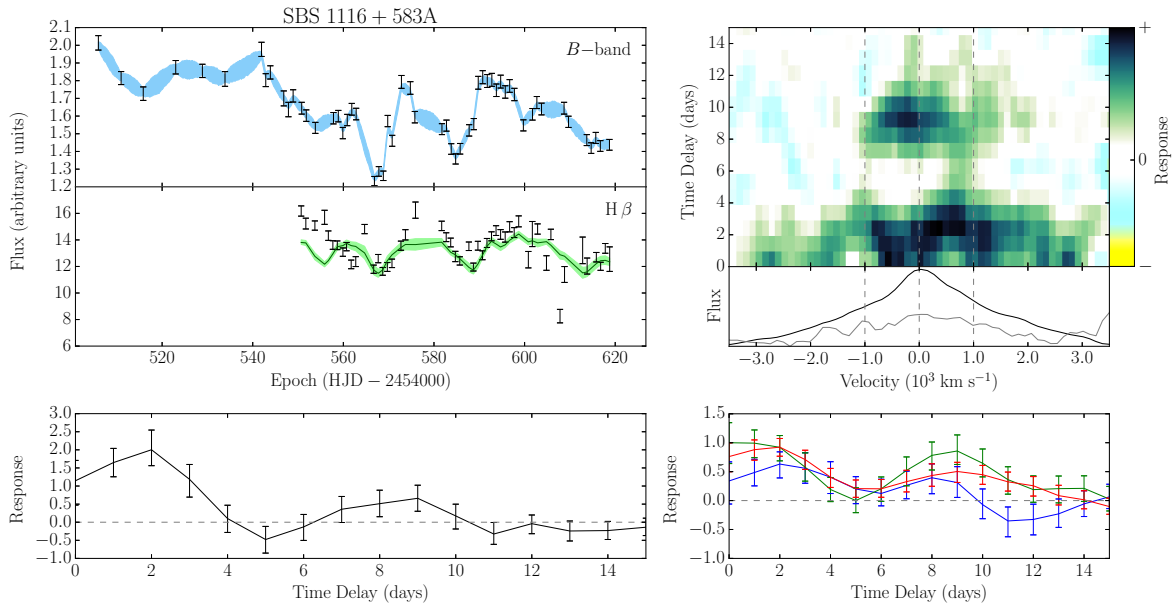 SBS 1116 + 583A
Flux (arbitrary units)
B−band
2.1
2.0
1.9
1.8
1.7
1.6
1.5
1.4
1.3
1.2
Hβ
16
14
12
10
8
6
520 540 560 580 600 620
Epoch (HJD − 2454000)
Time Delay (days)
14
12
10
8
6
4
2
0
+
0
−
Response
Flux
−3.0 −2.0 −1.0 0.0 1.0 2.0 3.0
Velocity (10³ km s⁻¹)
Response
3.0
2.5
2.0
1.5
1.0
0.5
0.0
−0.5
−1.0
0 2 4 6 8 10 12 14
Time Delay (days)
Response
1.5
1.0
0.5
0.0
−0.5
−1.0
0 2 4 6 8 10 12 14
Time Delay (days)